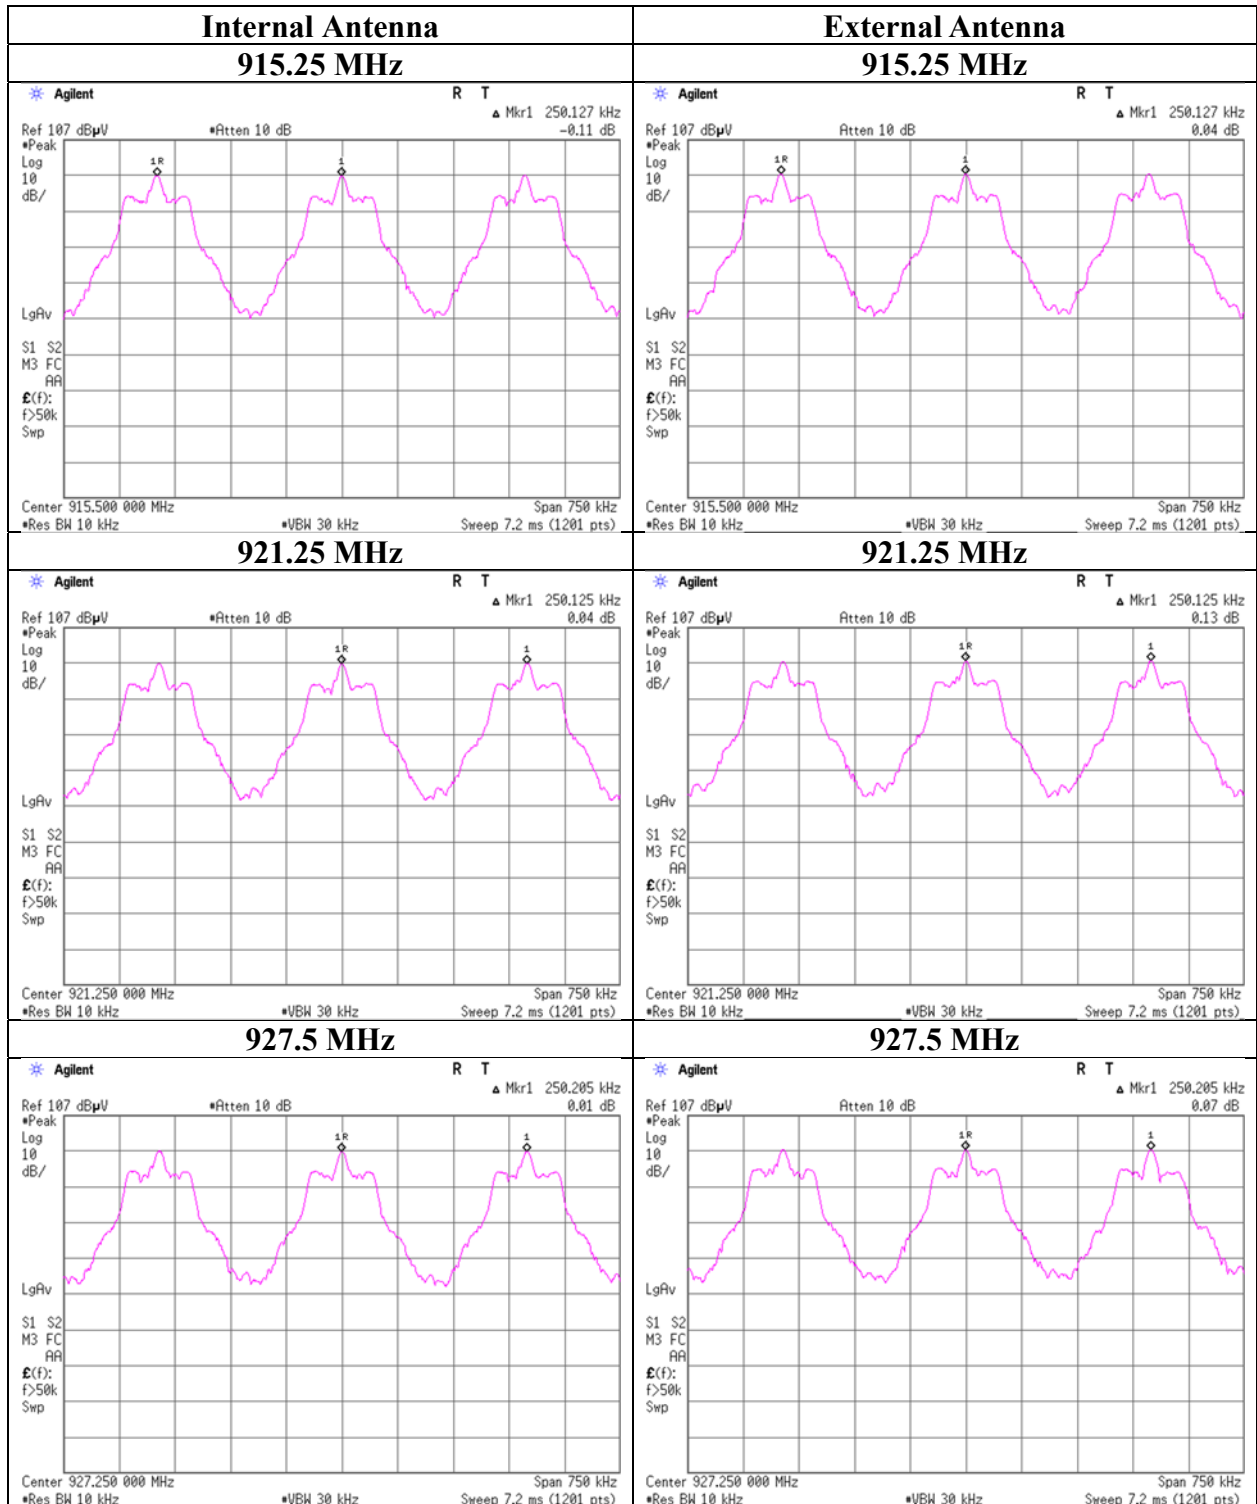 Internal Antenna External Antenna
915.25 MHz 915.25 MHz
Agilent R T
Δ Mkr1 250.127 kHz
Ref 107 dBµV #Atten 10 dB -0.11 dB
#Peak
Log
10
dB/
1R 1
LgAv
S1 S2
M3 FC
AA
£(f):
f>50k
Swp
Center 915.500 000 MHz Span 750 kHz
#Res BW 10 kHz #VBW 30 kHz Sweep 7.2 ms (1201 pts)
Agilent R T
Δ Mkr1 250.127 kHz
Ref 107 dBµV Atten 10 dB 0.04 dB
#Peak
Log
10
dB/
1R 1
LgAv
S1 S2
M3 FC
AA
£(f):
f>50k
Swp
Center 915.500 000 MHz Span 750 kHz
#Res BW 10 kHz #VBW 30 kHz Sweep 7.2 ms (1201 pts)
921.25 MHz 921.25 MHz
Agilent R T
Δ Mkr1 250.125 kHz
Ref 107 dBµV #Atten 10 dB 0.04 dB
#Peak
Log
10
dB/
1R 1
LgAv
S1 S2
M3 FC
AA
£(f):
f>50k
Swp
Center 921.250 000 MHz Span 750 kHz
#Res BW 10 kHz #VBW 30 kHz Sweep 7.2 ms (1201 pts)
Agilent R T
Δ Mkr1 250.125 kHz
Ref 107 dBµV Atten 10 dB 0.13 dB
#Peak
Log
10
dB/
1R 1
LgAv
S1 S2
M3 FC
AA
£(f):
f>50k
Swp
Center 921.250 000 MHz Span 750 kHz
#Res BW 10 kHz #VBW 30 kHz Sweep 7.2 ms (1201 pts)
927.5 MHz 927.5 MHz
Agilent R T
Δ Mkr1 250.205 kHz
Ref 107 dBµV #Atten 10 dB 0.01 dB
#Peak
Log
10
dB/
1R 1
LgAv
S1 S2
M3 FC
AA
£(f):
f>50k
Swp
Center 927.250 000 MHz Span 750 kHz
#Res BW 10 kHz #VBW 30 kHz Sweep 7.2 ms (1201 pts)
Agilent R T
Δ Mkr1 250.205 kHz
Ref 107 dBµV Atten 10 dB 0.07 dB
#Peak
Log
10
dB/
1R 1
LgAv
S1 S2
M3 FC
AA
£(f):
f>50k
Swp
Center 927.250 000 MHz Span 750 kHz
#Res BW 10 kHz #VBW 30 kHz Sweep 7.2 ms (1201 pts)